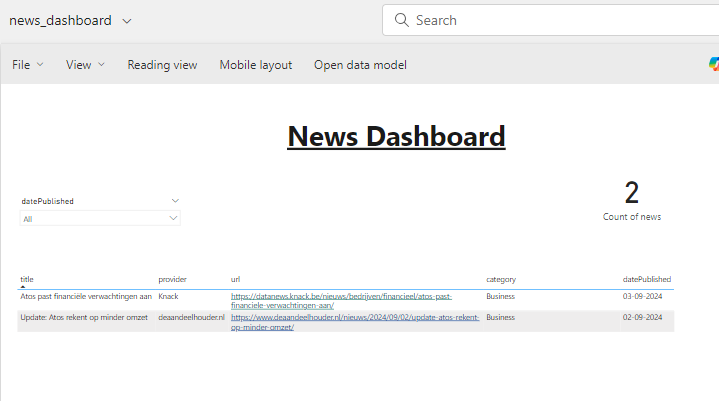 news_dashboard
Search
File View Reading view Mobile layout Open data model
News Dashboard
datePublished
All
2
Count of news
title provider url category datePublished
Atos past financiële verwachtingen aan Knack https://datanews.knack.be/nieuws/bedrijven/financieel/atos-past- Business 03-09-2024
financiele-verwachtingen-aan/
Update: Atos rekent op minder omzet deaandeelhouder.nl https://www.deaandeelhouder.nl/nieuws/2024/09/02/update-atos-rekent- Business 02-09-2024
op-minder-omzet/